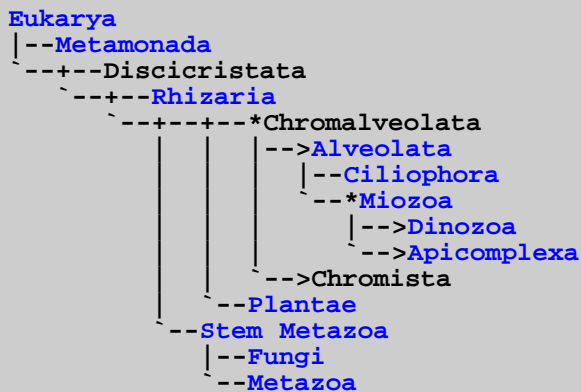 Eukarya
|--Metamonada
`--+--Discicristata
   `--+--Rhizaria
      `--+--+--*Chromalveolata
         |  |  |-->Alveolata
         |  |  |  |--Ciliophora
         |  |  |  `--*Miozoa
         |  |  |     |-->Dinozoa
         |  |  |     `-->Apicomplexa
         |  |  `-->Chromista
         |  `--Plantae
         `--Stem Metazoa
            |--Fungi
            `--Metazoa